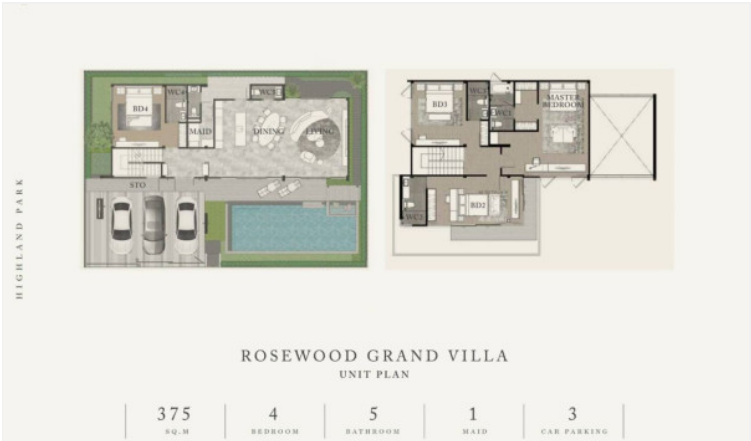 HIGHLAND PARK
WC4
BD4
MAID
WC5
DINING
LIVING
STO
BD3
WC1
MASTER
BEDROOM
WC2
BD2
ROSEWOOD GRAND VILLA
UNIT PLAN
375
SQ.M
4
BEDROOM
5
BATHROOM
1
MAID
3
CAR PARKING